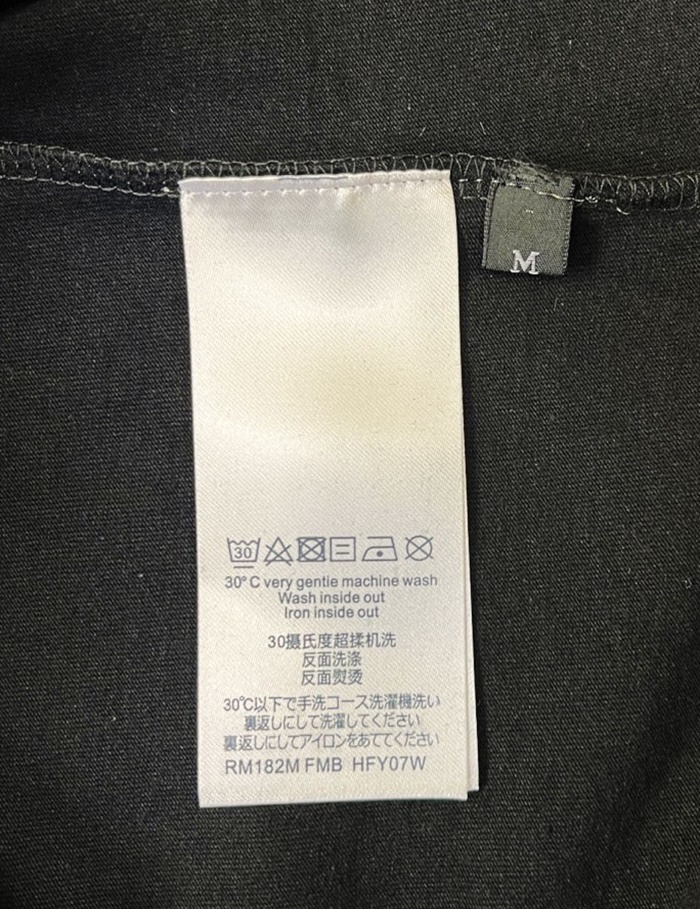 M
30
30°C very gentie machine wash
Wash inside out
Iron inside out
30摄氏度超揉机洗
反面洗涤
反面熨烫
30℃以下で手洗コース洗濯機洗い
裏返しにして洗濯してください
裏返しにしてアイロンをあててください
RM182M FMB HFY07W